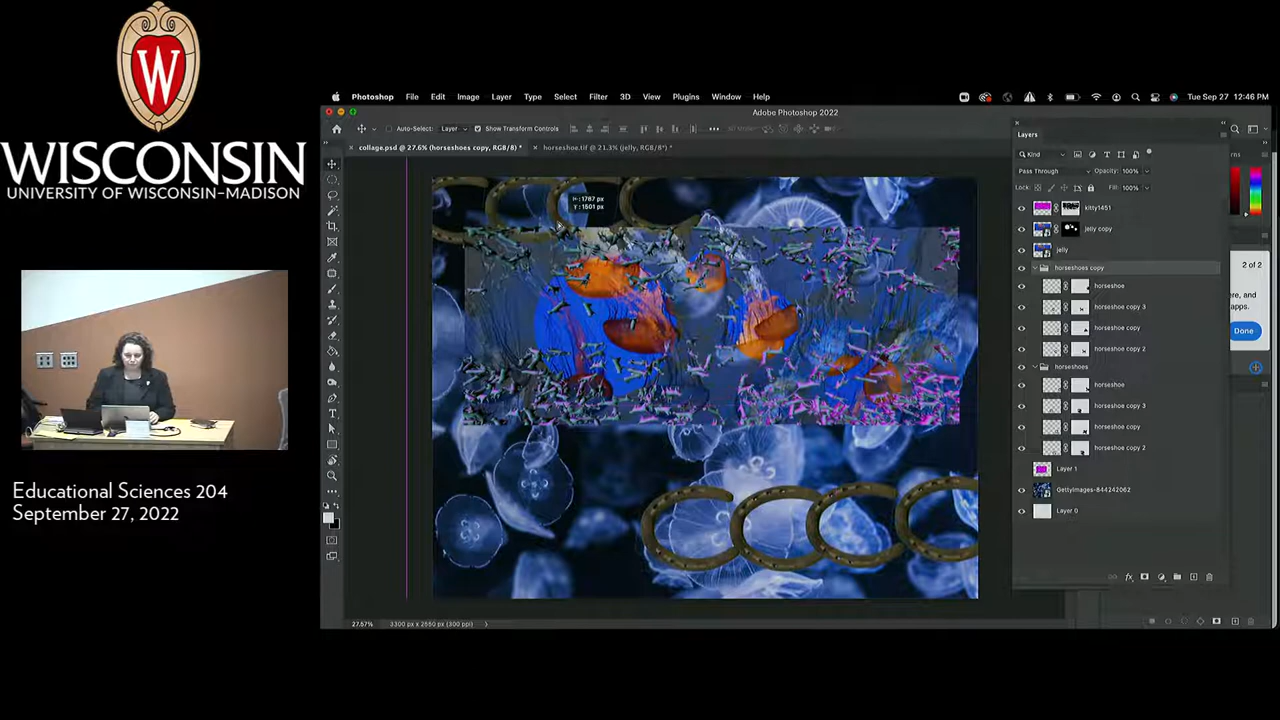 W
WISCONSIN
UNIVERSITY OF WISCONSIN-MADISON
Educational Sciences 204
September 27, 2022
Photoshop File Edit Image Layer Type Select Filter 3D View Plugins Window Help
Tue Sep 27 12:46 PM
Adobe Photoshop 2022
Auto-Select: Layer Show Transform Controls
collage.psd @ 27.6% (horseshoes copy, RGB/8) *
horseshoe.tif @ 21.3% (jelly, RGB/8/*) *
Layers
Kind
Pass Through Opacity: 100%
Lock: Fill: 100%
kitty1451
jelly copy
jelly
horseshoes copy
horseshoe
horseshoe copy 3
horseshoe copy
horseshoe copy 2
horseshoes
horseshoe
horseshoe copy 3
horseshoe copy
horseshoe copy 2
Layer 1
GettyImages-844242062
Layer 0
2 of 2
apps.
Done
27.67% 3300 px x 2550 px (300 ppi)